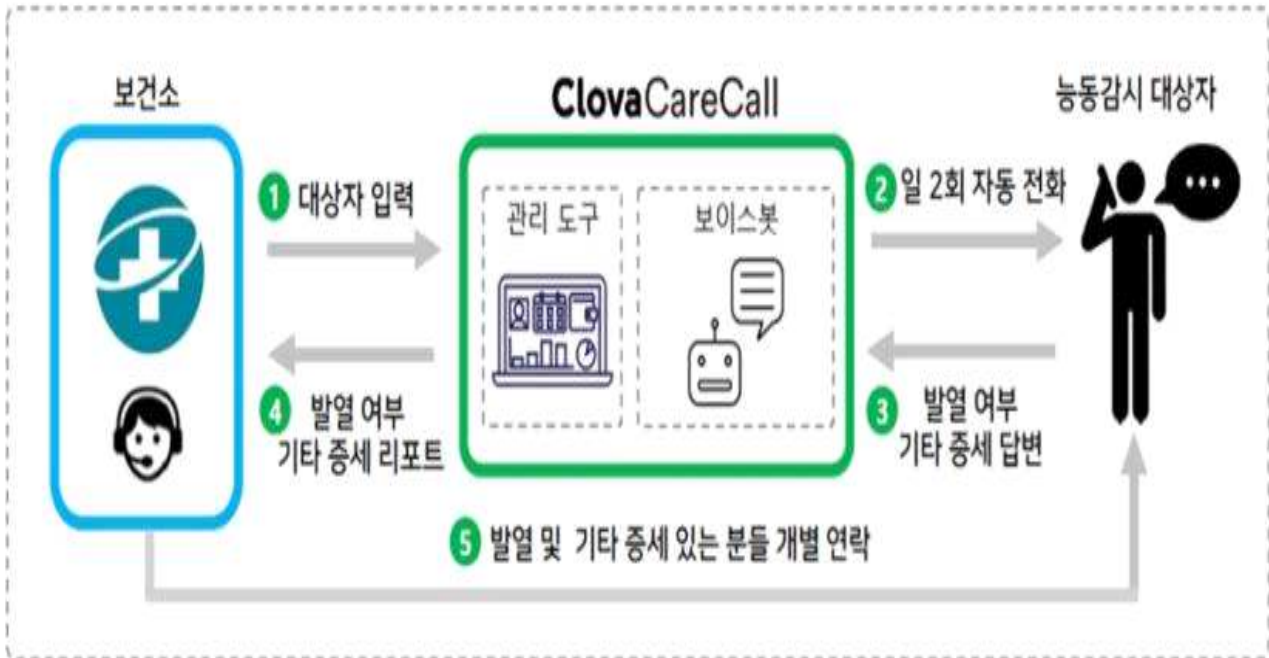 보건소
ClovaCareCall
능동감시 대상자
1 대상자 입력
관리 도구
보이스봇
2 일 2회 자동 전화
4 발열 여부
기타 증세 리포트
3 발열 여부
기타 증세 답변
5 발열 및 기타 증세 있는 분들 개별 연락